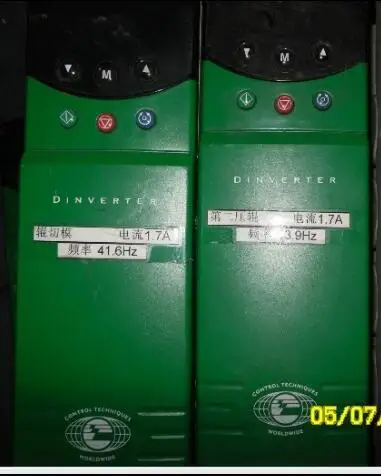 M
DINVERTER
辊切模 电流1.7A
频率 41.6Hz
CONTROL TECHNIQUES
WORLDWIDE
M
DINVERTER
第二压辊 电流1.7A
频率 3.9Hz
CONTROL TECHNIQUES
WORLDWIDE
05/07/